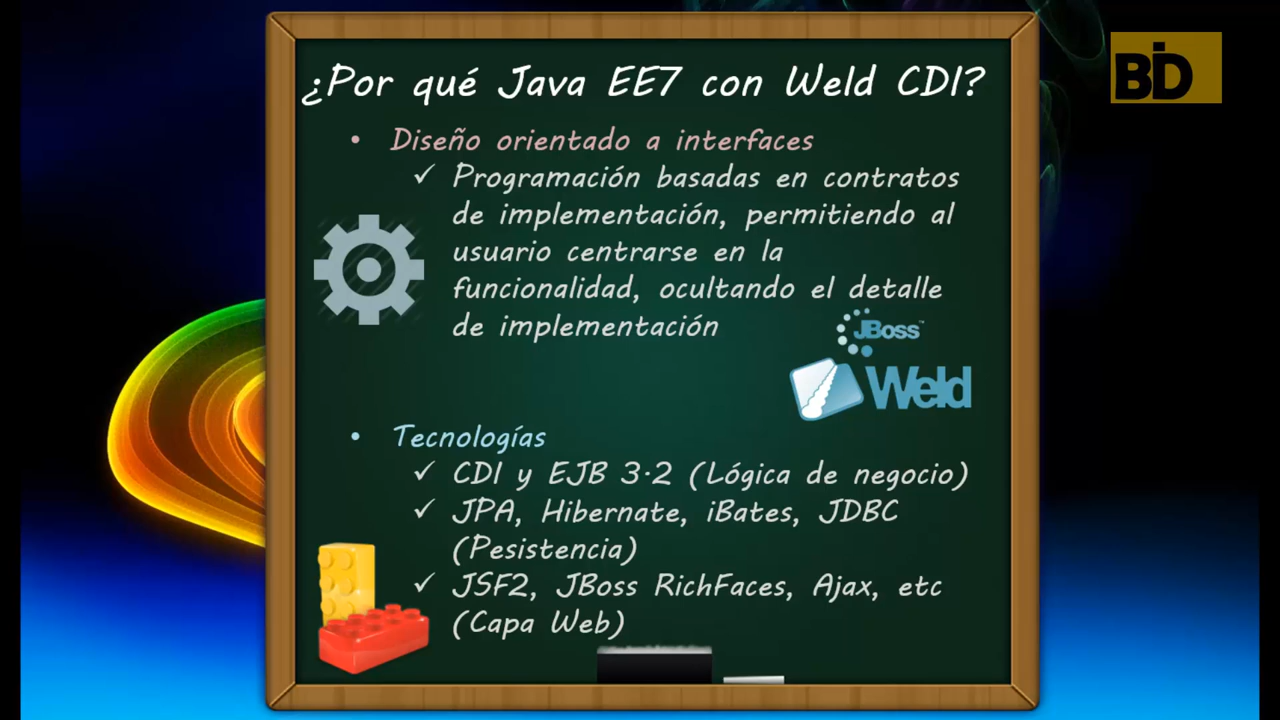 ¿Por qué Java EE7 con Weld CDI?
BID
• Diseño orientado a interfaces
✓ Programación basadas en contratos
de implementación, permitiendo al
usuario centrarse en la
funcionalidad, ocultando el detalle
de implementación
JBoss™
Weld
• Tecnologías
✓ CDI y EJB 3.2 (Lógica de negocio)
✓ JPA, Hibernate, iBates, JDBC
(Pesistencia)
✓ JSF2, JBoss RichFaces, Ajax, etc
(Capa Web)